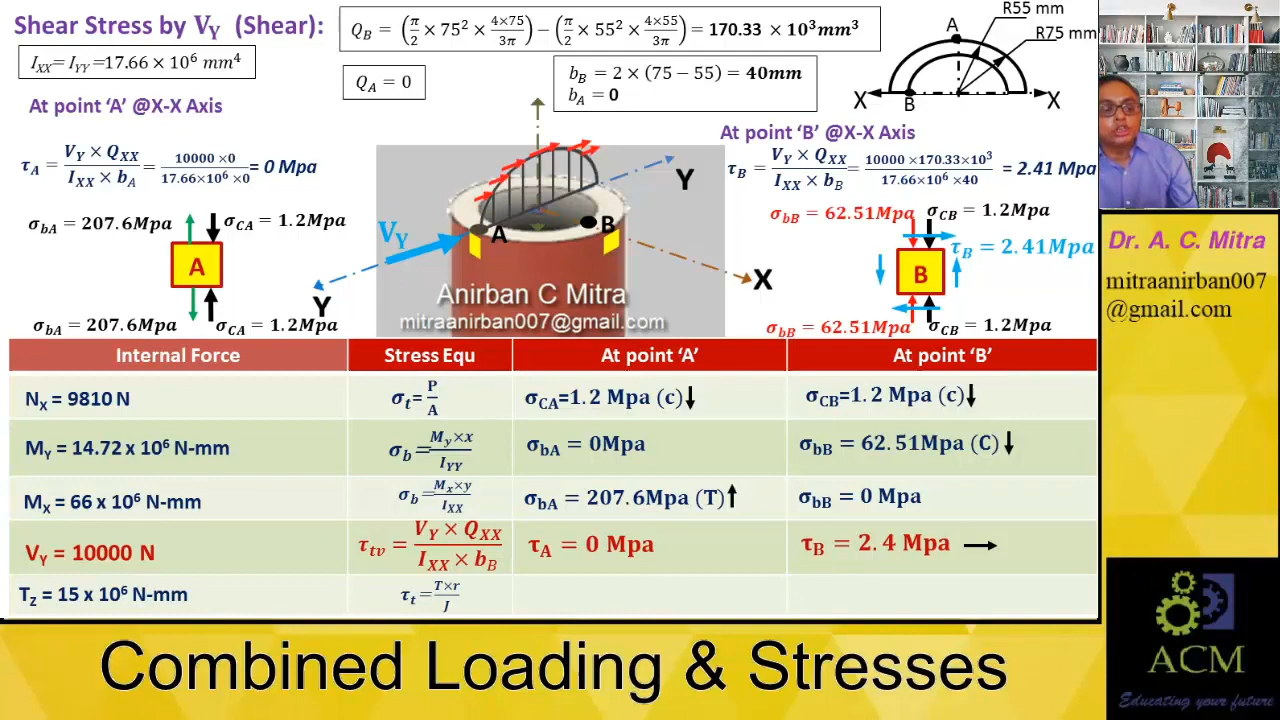 Shear Stress by V_Y (Shear):
I_XX = I_YY =17.66 × 10⁶ mm⁴
Q_B = (π/2 × 75² × 4×75/3π) − (π/2 × 55² × 4×55/3π) = 170.33 × 10³mm³
Q_A = 0
b_B = 2 × (75 − 55) = 40mm
b_A = 0
R55 mm
A
R75 mm
X
B
X
At point ‘A’ @X-X Axis
τ_A = V_Y × Q_XX / I_XX × b_A = 10000 ×0 / 17.66×10⁶ ×0 = 0 Mpa
At point ‘B’ @X-X Axis
τ_B = V_Y × Q_XX / I_XX × b_B = 10000 ×170.33×10³ / 17.66×10⁶ ×40 = 2.41 Mpa
σ_bA = 207.6Mpa
σ_CA = 1.2Mpa
A
σ_bA = 207.6Mpa
σ_CA = 1.2Mpa
Y
V_Y
A
B
X
Y
Anirban C Mitra
mitraanirban007@gmail.com
σ_bB = 62.51Mpa
σ_CB = 1.2Mpa
τ_B = 2.41Mpa
B
σ_bB = 62.51Mpa
σ_CB = 1.2Mpa
Dr. A. C. Mitra
mitraanirban007
@gmail.com
Internal Force
Stress Equ
At point ‘A’
At point ‘B’
N_X = 9810 N
σ_t= P/A
σ_CA=1.2 Mpa (c)↓
σ_CB=1.2 Mpa (c)↓
M_Y = 14.72 x 10⁶ N-mm
σ_b= M_y×x / I_YY
σ_bA = 0Mpa
σ_bB = 62.51Mpa (C) ↓
M_X = 66 x 10⁶ N-mm
σ_b= M_x×y / I_XX
σ_bA = 207.6Mpa (T)↑
σ_bB = 0 Mpa
V_Y = 10000 N
τ_tv = V_Y × Q_XX / I_XX × b_B
τ_A = 0 Mpa
τ_B = 2.4 Mpa →
T_Z = 15 x 10⁶ N-mm
τ_t= T×r / J
Combined Loading & Stresses
ACM
Educating your future